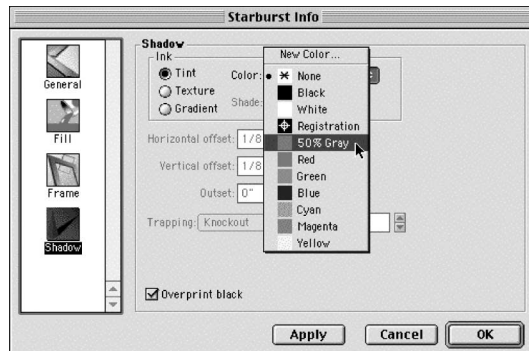 Starburst Info
General
Fill
Frame
Shadow
Shadow
Ink
Tint
Texture
Gradient
Color:
Shade:
New Color...
None
Black
White
Registration
50% Gray
Red
Green
Blue
Cyan
Magenta
Yellow
Horizontal offset: 1/8
Vertical offset: 1/8
Outset: 0"
Trapping: Knockout
Overprint black
Apply Cancel OK